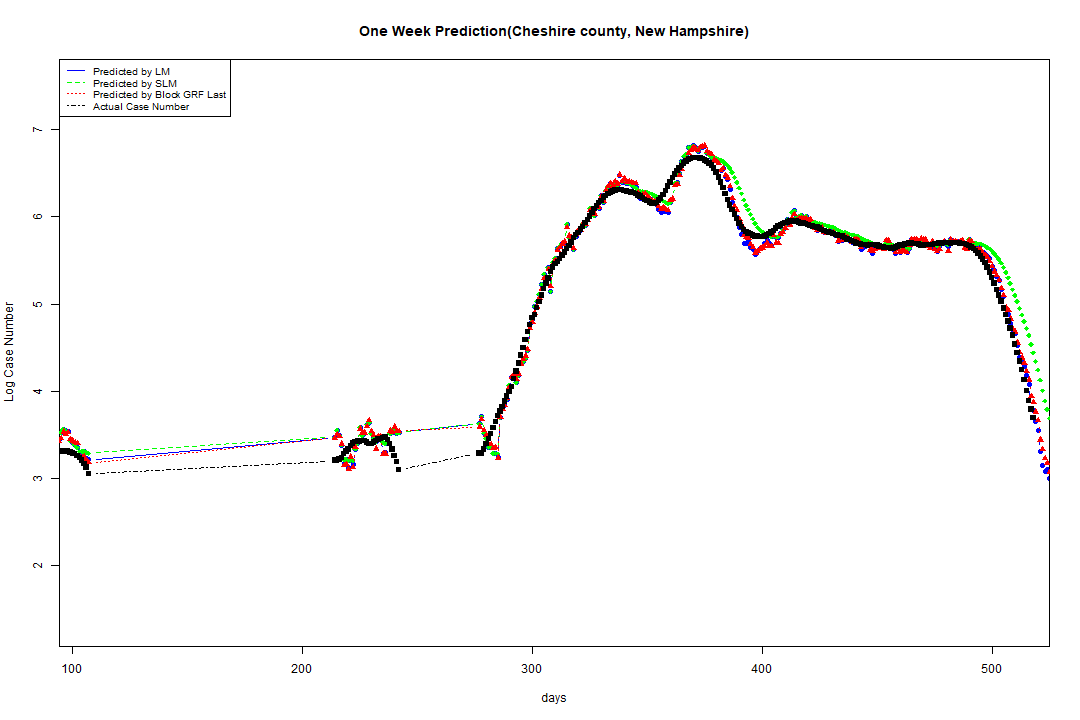 One Week Prediction(Cheshire county, New Hampshire)
Predicted by LM
Predicted by SLM
Predicted by Block GRF Last
Actual Case Number
Log Case Number
7
6
5
4
3
2
100 200 300 400 500
days